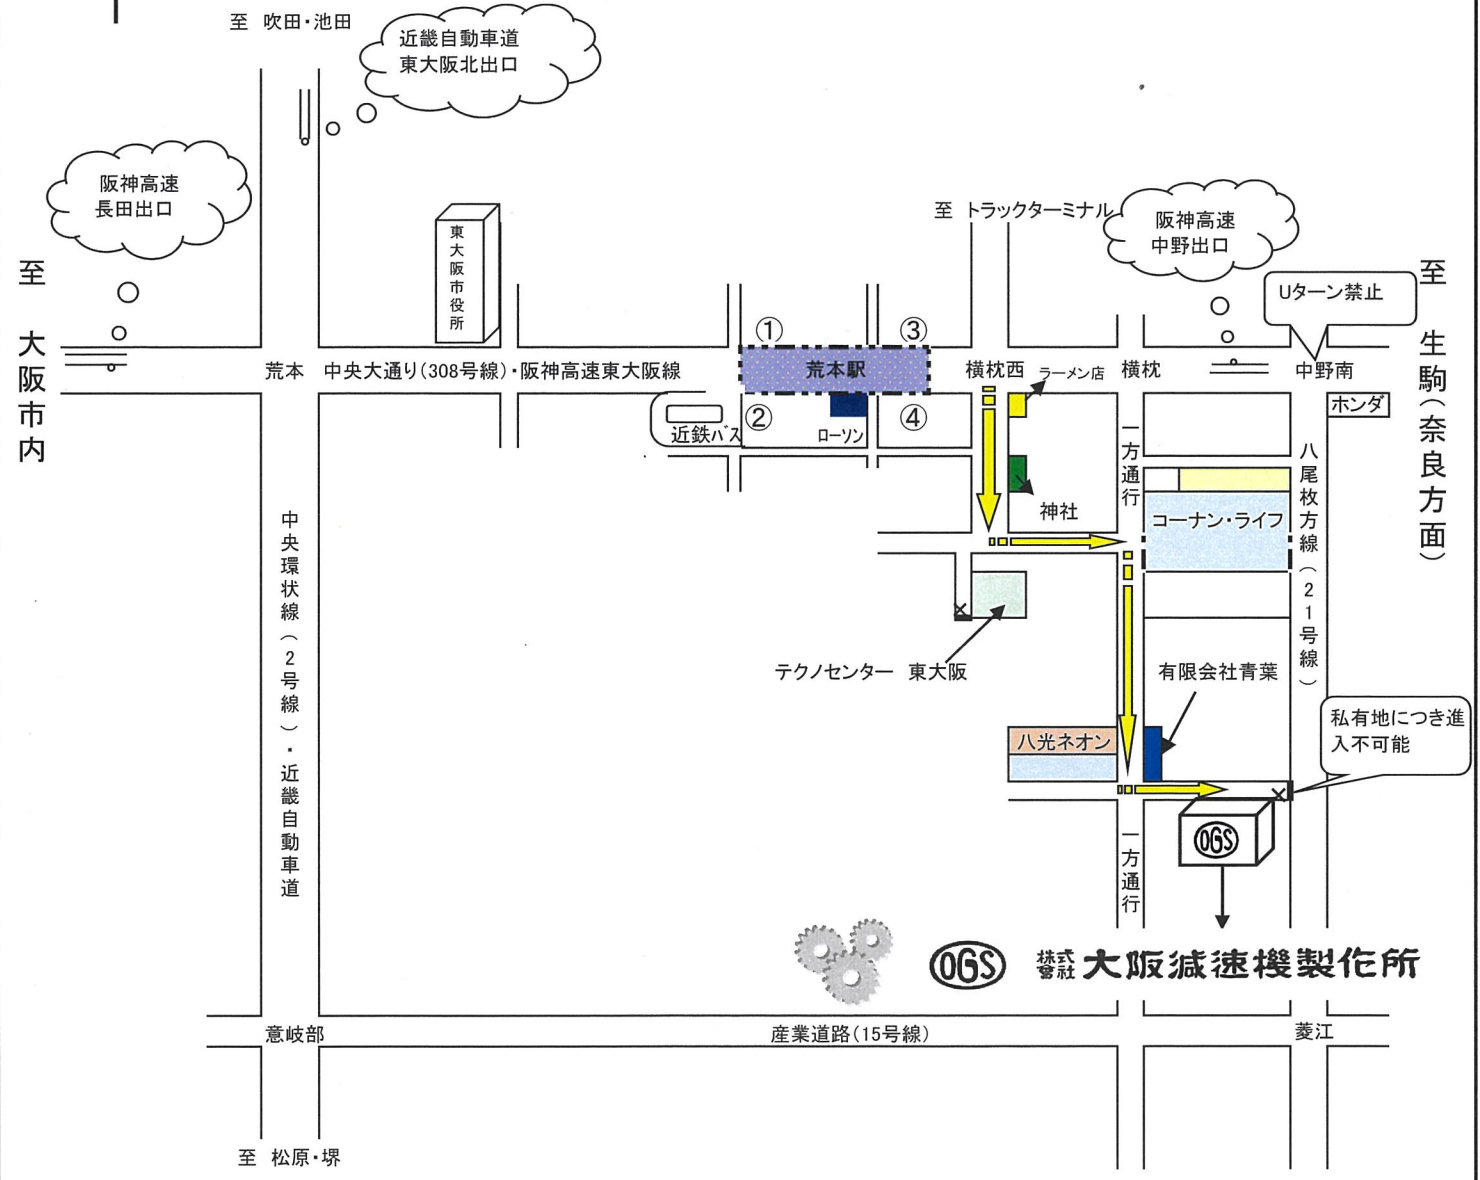 至 吹田・池田
近畿自動車道
東大阪北出口
阪神高速
長田出口
至 トラックターミナル
阪神高速
中野出口
東大阪市役所
至 大阪市内
至 生駒(奈良方面)
Uターン禁止
①
③
荒本
中央大通り(308号線)・阪神高速東大阪線
荒本駅
横枕西
ラーメン店
横枕
中野南
ホンダ
②
④
近鉄バス
ローソン
一方通行
神社
コーナン・ライフ
八尾枚方線(21号線)
中央環状線(2号線)・近畿自動車道
テクノセンター 東大阪
有限会社青葉
私有地につき進
入不可能
八光ネオン
OGS
一方通行
OGS 株式會社大阪減速機製作所
意岐部
産業道路(15号線)
菱江
至 松原・堺